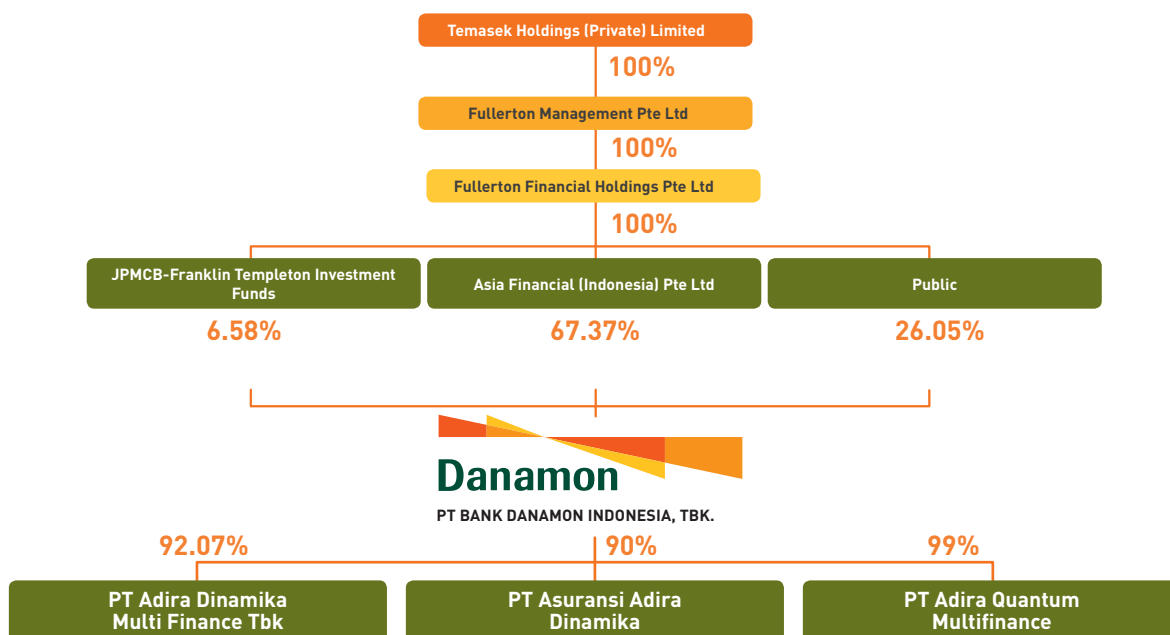 Temasek Holdings (Private) Limited
100%
Fullerton Management Pte Ltd
100%
Fullerton Financial Holdings Pte Ltd
100%
JPMCB-Franklin Templeton Investment
Funds
Asia Financial (Indonesia) Pte Ltd
Public
6.58%
67.37%
26.05%
Danamon
PT BANK DANAMON INDONESIA, TBK.
92.07%
90%
99%
PT Adira Dinamika
Multi Finance Tbk
PT Asuransi Adira
Dinamika
PT Adira Quantum
Multifinance